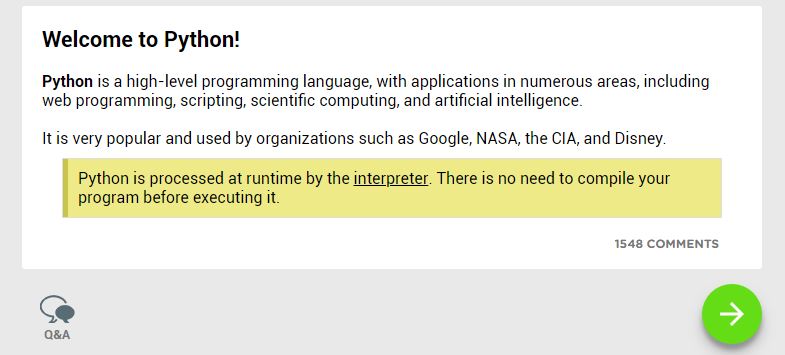 Welcome to Python!
Python is a high-level programming language, with applications in numerous areas, including
web programming, scripting, scientific computing, and artificial intelligence.
It is very popular and used by organizations such as Google, NASA, the CIA, and Disney.
Python is processed at runtime by the interpreter. There is no need to compile your
program before executing it.
1548 COMMENTS
Q&A